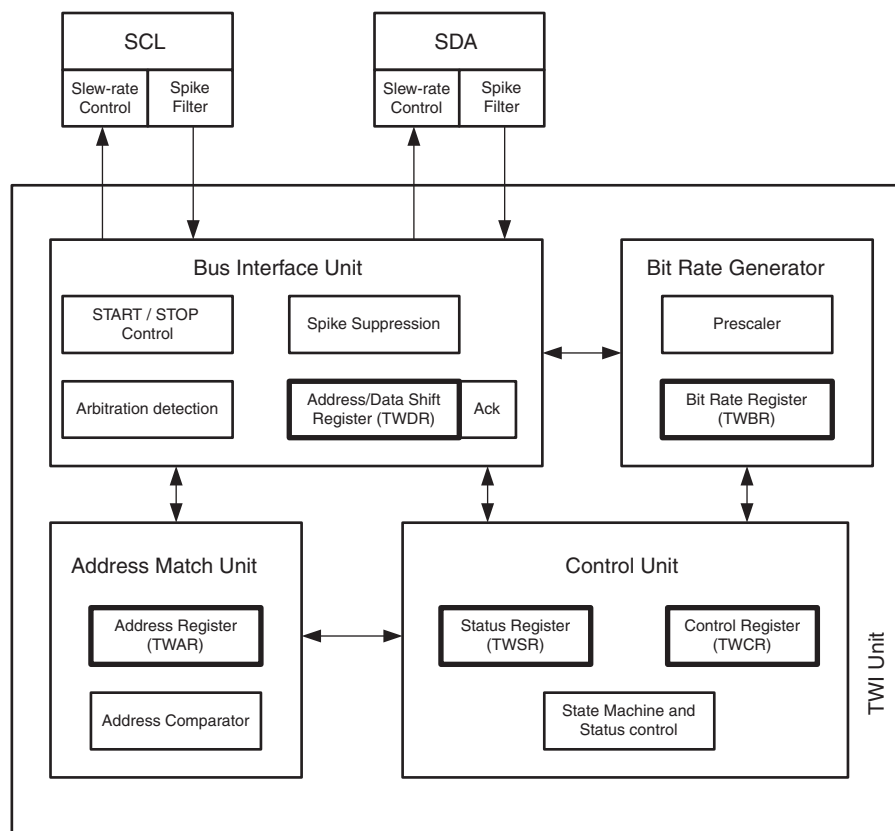 SCL
SDA
Slew-rate
Control
Spike
Filter
Slew-rate
Control
Spike
Filter
Bus Interface Unit
START / STOP
Control
Spike Suppression
Arbitration detection
Address/Data Shift
Register (TWDR)
Ack
Bit Rate Generator
Prescaler
Bit Rate Register
(TWBR)
Address Match Unit
Address Register
(TWAR)
Address Comparator
Control Unit
Status Register
(TWSR)
Control Register
(TWCR)
State Machine and
Status control
TWI Unit